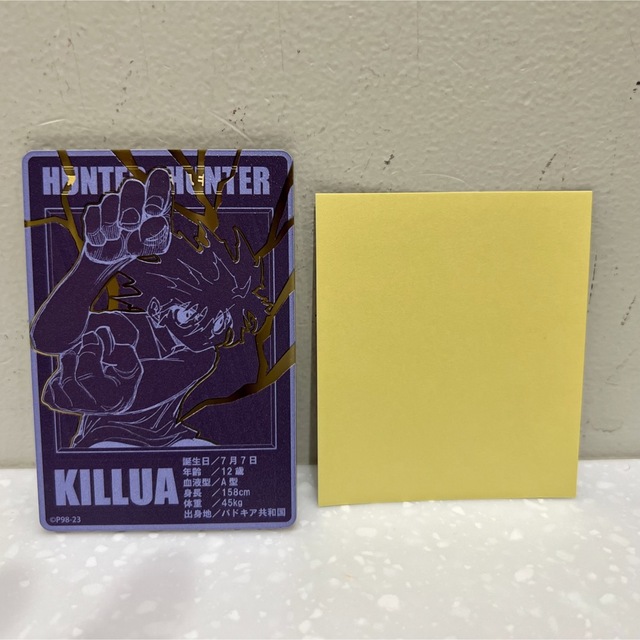 HUNTER×HUNTER
KILLUA
誕生日／7月7日
年齢　／12歳
血液型／A型
身長　／158cm
体重　／45kg
出身地／パドキア共和国
©P98-23